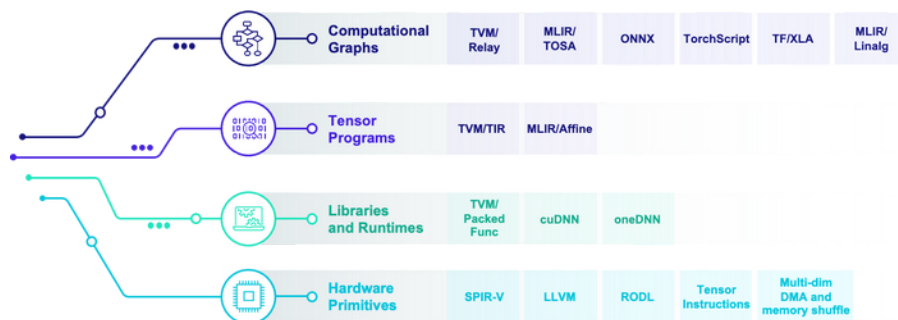 Computational
Graphs
TVM/
Relay
MLIR/
TOSA
ONNX
TorchScript
TF/XLA
MLIR/
Linalg
Tensor
Programs
TVM/TIR
MLIR/Affine
Libraries
and Runtimes
TVM/
Packed
Func
cuDNN
oneDNN
Hardware
Primitives
SPIR-V
LLVM
RODL
Tensor
Instructions
Multi-dim
DMA and
memory shuffle